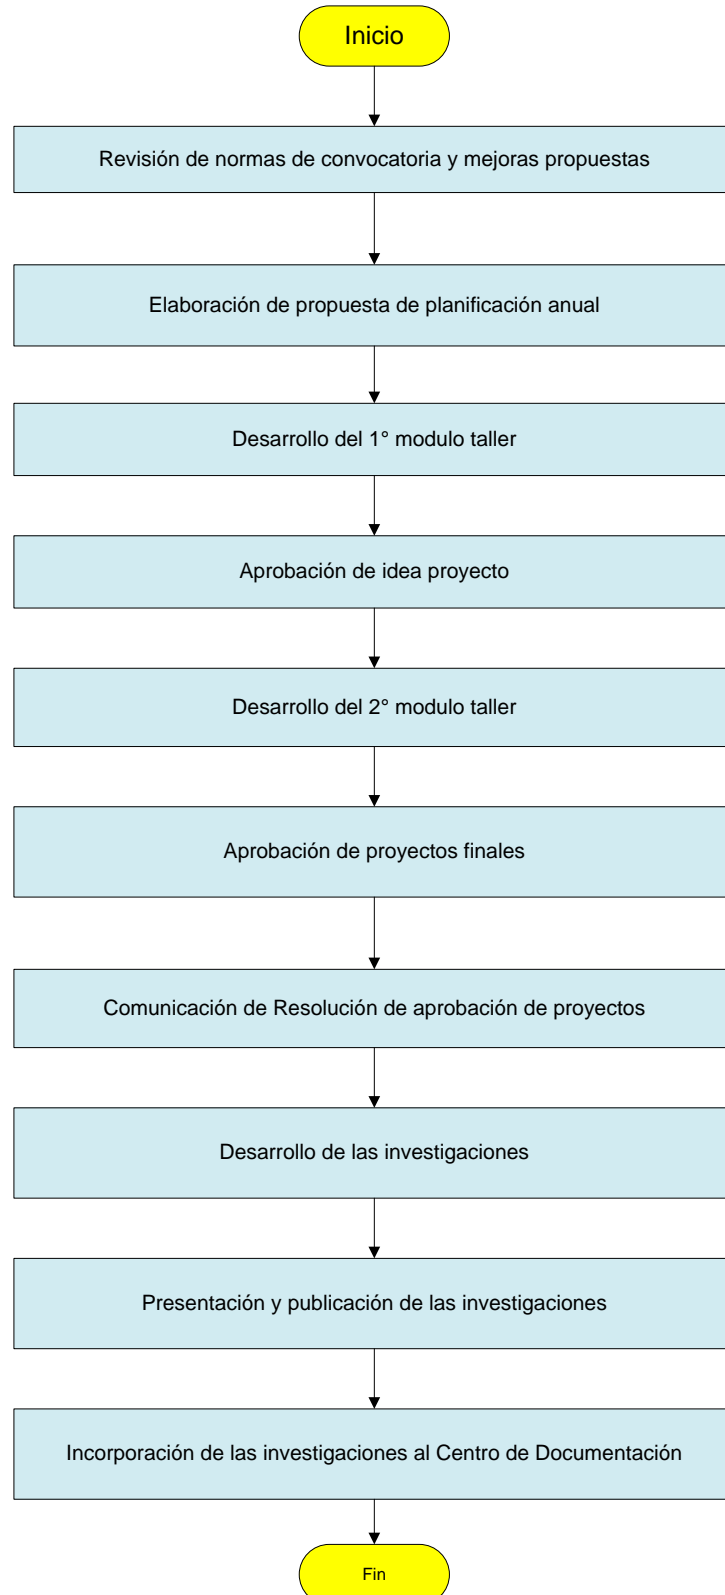 Inicio
Revisión de normas de convocatoria y mejoras propuestas
Elaboración de propuesta de planificación anual
Desarrollo del 1° modulo taller
Aprobación de idea proyecto
Desarrollo del 2° modulo taller
Aprobación de proyectos finales
Comunicación de Resolución de aprobación de proyectos
Desarrollo de las investigaciones
Presentación y publicación de las investigaciones
Incorporación de las investigaciones al Centro de Documentación
Fin